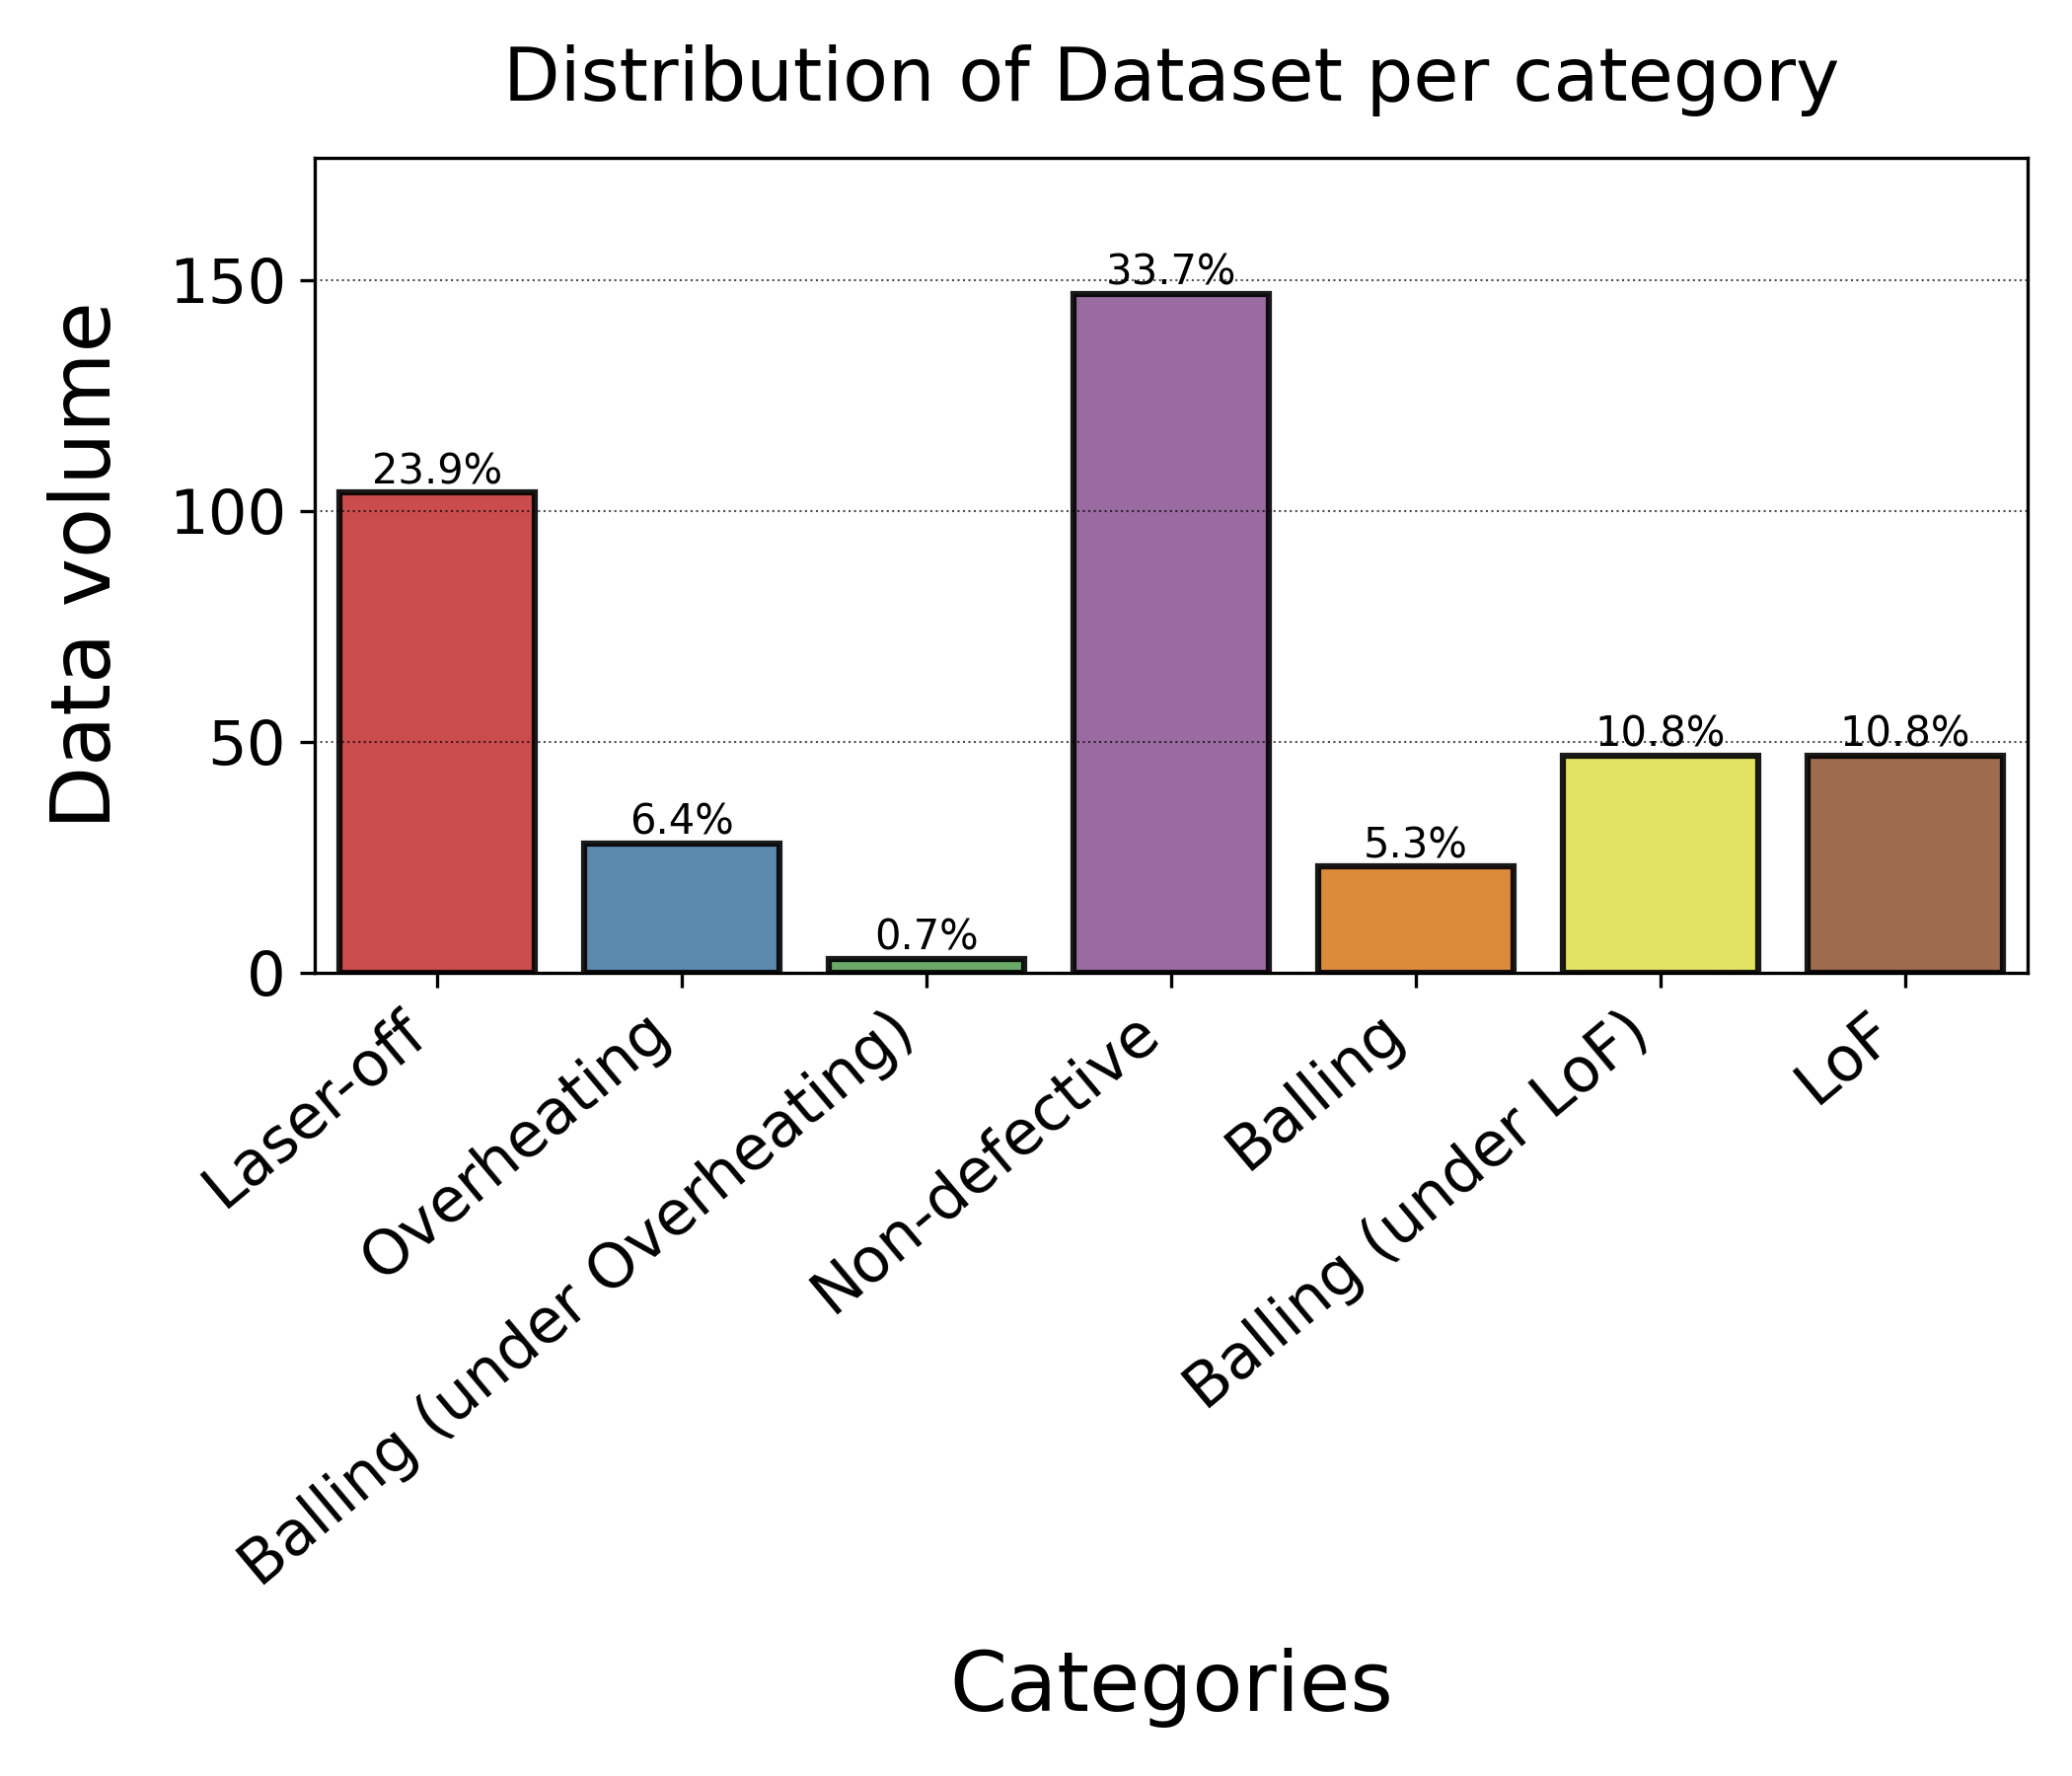 Distribution of Dataset per category
Data volume
150
100
50
0
23.9%
6.4%
0.7%
33.7%
5.3%
10.8%
10.8%
Laser-off
Overheating
Balling (under Overheating)
Non-defective
Balling
Balling (under LoF)
LoF
Categories